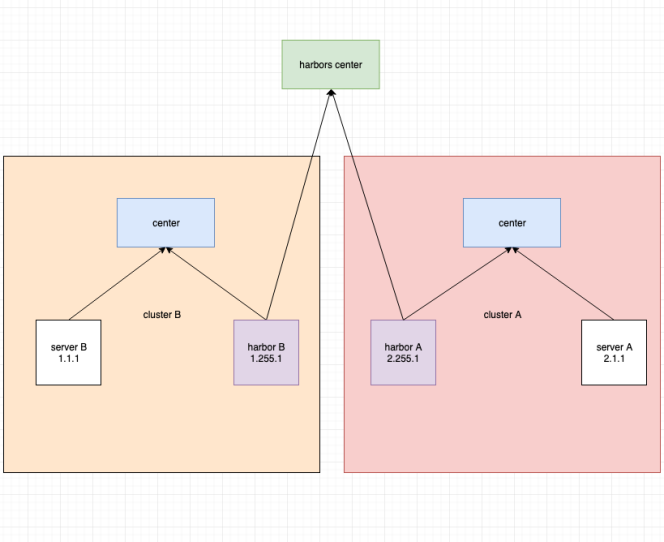 harbors center
center
cluster B
server B
1.1.1
harbor B
1.255.1
center
cluster A
harbor A
2.255.1
server A
2.1.1